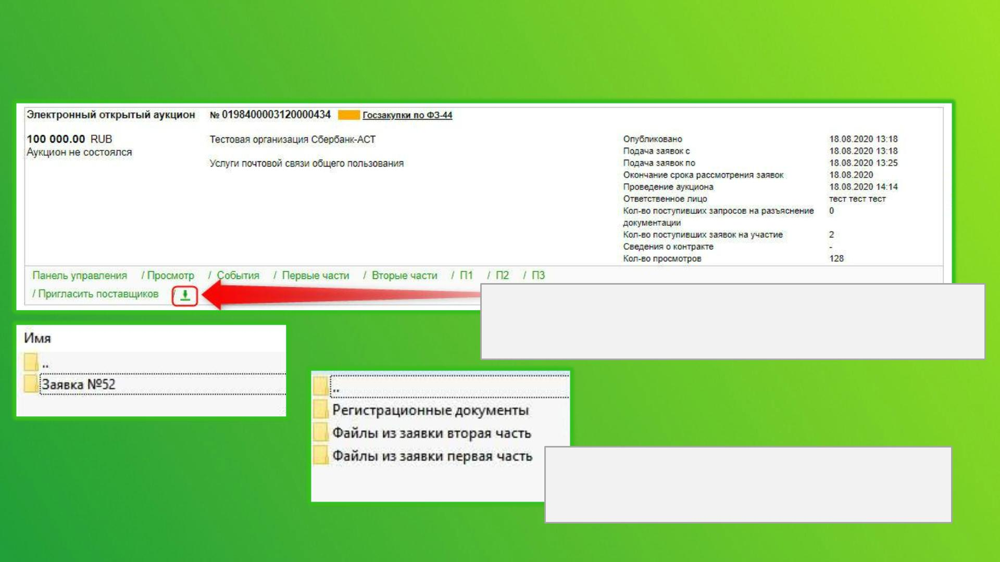 Электронный открытый аукцион № 0198400003120000434 Госзакупки по ФЗ-44
100 000.00 RUB
Аукцион не состоялся
Тестовая организация Сбербанк-АСТ
Услуги почтовой связи общего пользования
Опубликовано 18.08.2020 13:18
Подача заявок с 18.08.2020 13:18
Подача заявок по 18.08.2020 13:25
Окончание срока рассмотрения заявок 18.08.2020
Проведение аукциона 18.08.2020 14:14
Ответственное лицо тест тест тест
Кол-во поступивших запросов на разъяснение 0
документации
Кол-во поступивших заявок на участие 2
Сведения о контракте -
Кол-во просмотров 128
Панель управления / Просмотр / События / Первые части / Вторые части / П1 / П2 / П3
/ Пригласить поставщиков /
Имя
..
Заявка №52
..
Регистрационные документы
Файлы из заявки вторая часть
Файлы из заявки первая часть